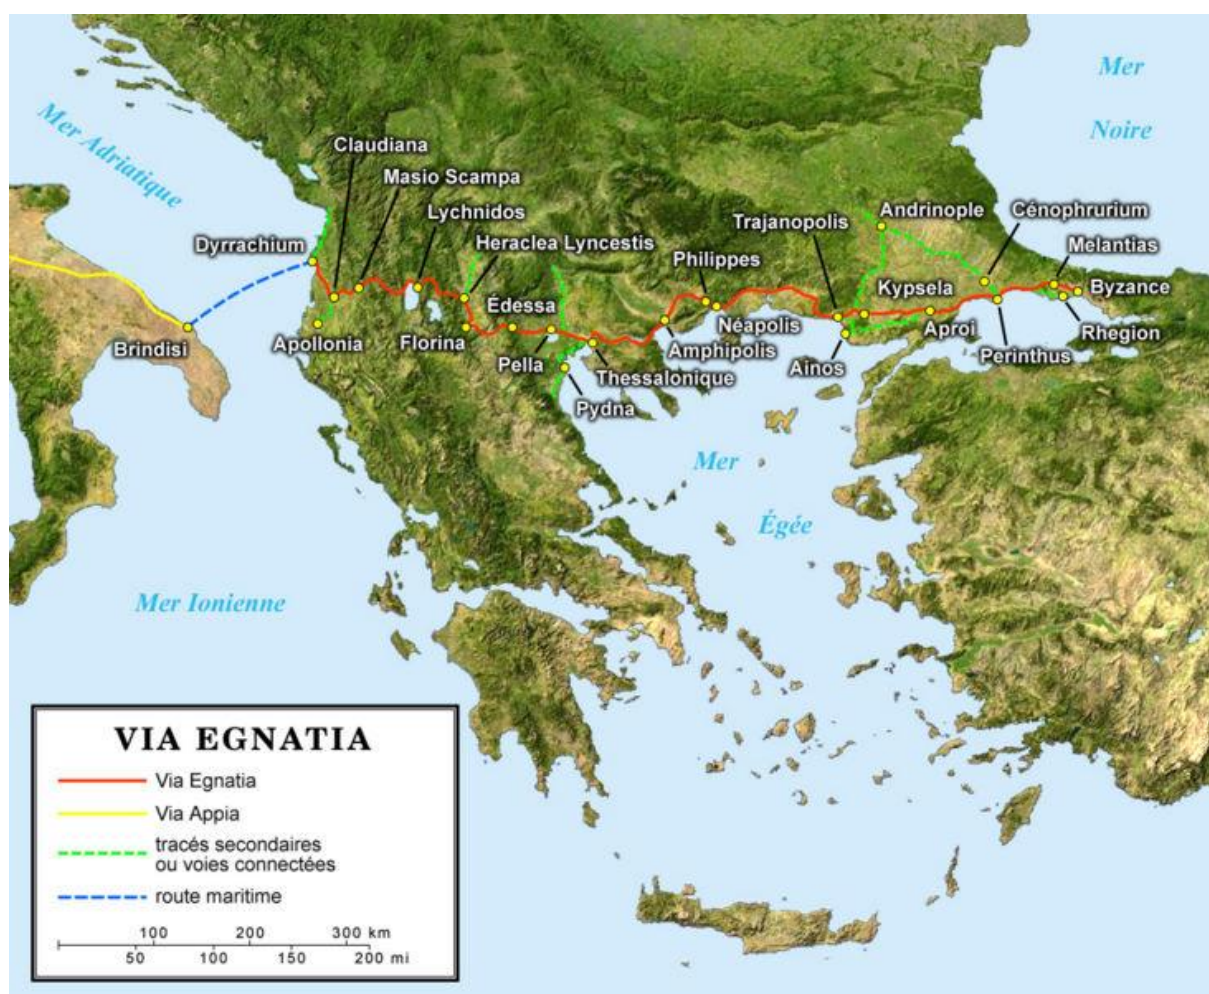 Mer
Noire
Mer Adriatique
Claudiana
Masio Scampa
Lychnidos
Heraclea Lyncestis
Dyrrachium
Trajanopolis
Andrinople
Cénophrurium
Melantias
Philippes
Byzance
Kypsela
Édessa
Néapolis
Aproi
Rhegion
Brindisi
Apollonia
Florina
Amphipolis
Perinthus
Pella
Ainos
Thessalonique
Pydna
Mer
Égée
Mer Ionienne
VIA EGNATIA
Via Egnatia
Via Appia
tracés secondaires
ou voies connectées
route maritime
100 200 300 km
50 100 150 200 mi